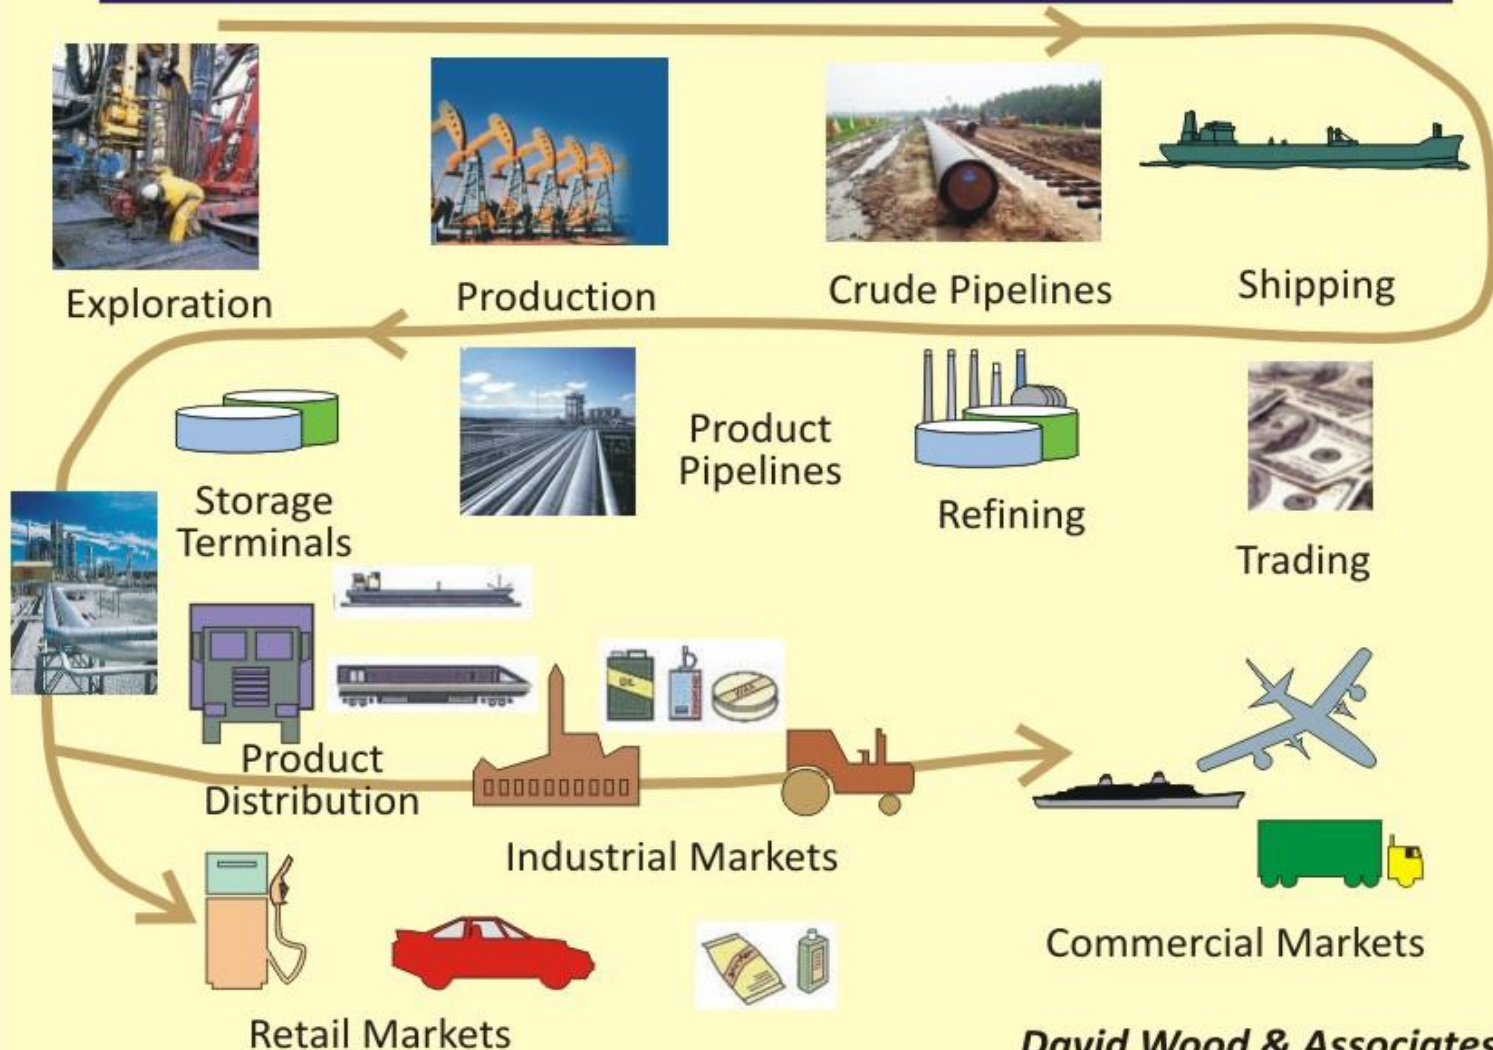 Exploration
Production
Crude Pipelines
Shipping
Storage
Terminals
Product
Pipelines
Refining
Trading
Product
Distribution
OIL
Industrial Markets
Commercial Markets
Retail Markets
David Wood & Associates